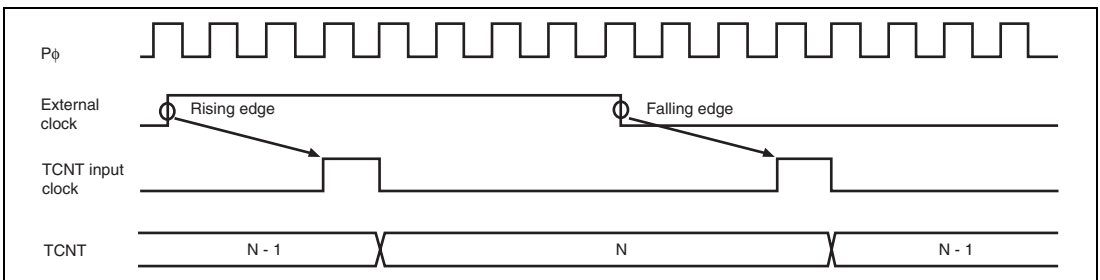 Pφ
External
clock
Rising edge
Falling edge
TCNT input
clock
TCNT
N - 1
N
N - 1